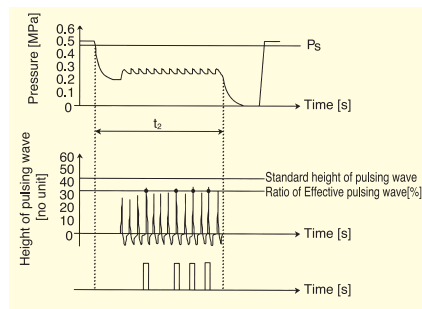 Pressure [MPa]
0.6
0.5
0.4
0.3
0.2
0.1
0
Ps
Time [s]
t2
Height of pulsing wave
[no unit]
60
50
40
30
20
10
0
Standard height of pulsing wave
Ratio of Effective pulsing wave[%]
Time [s]
Time [s]